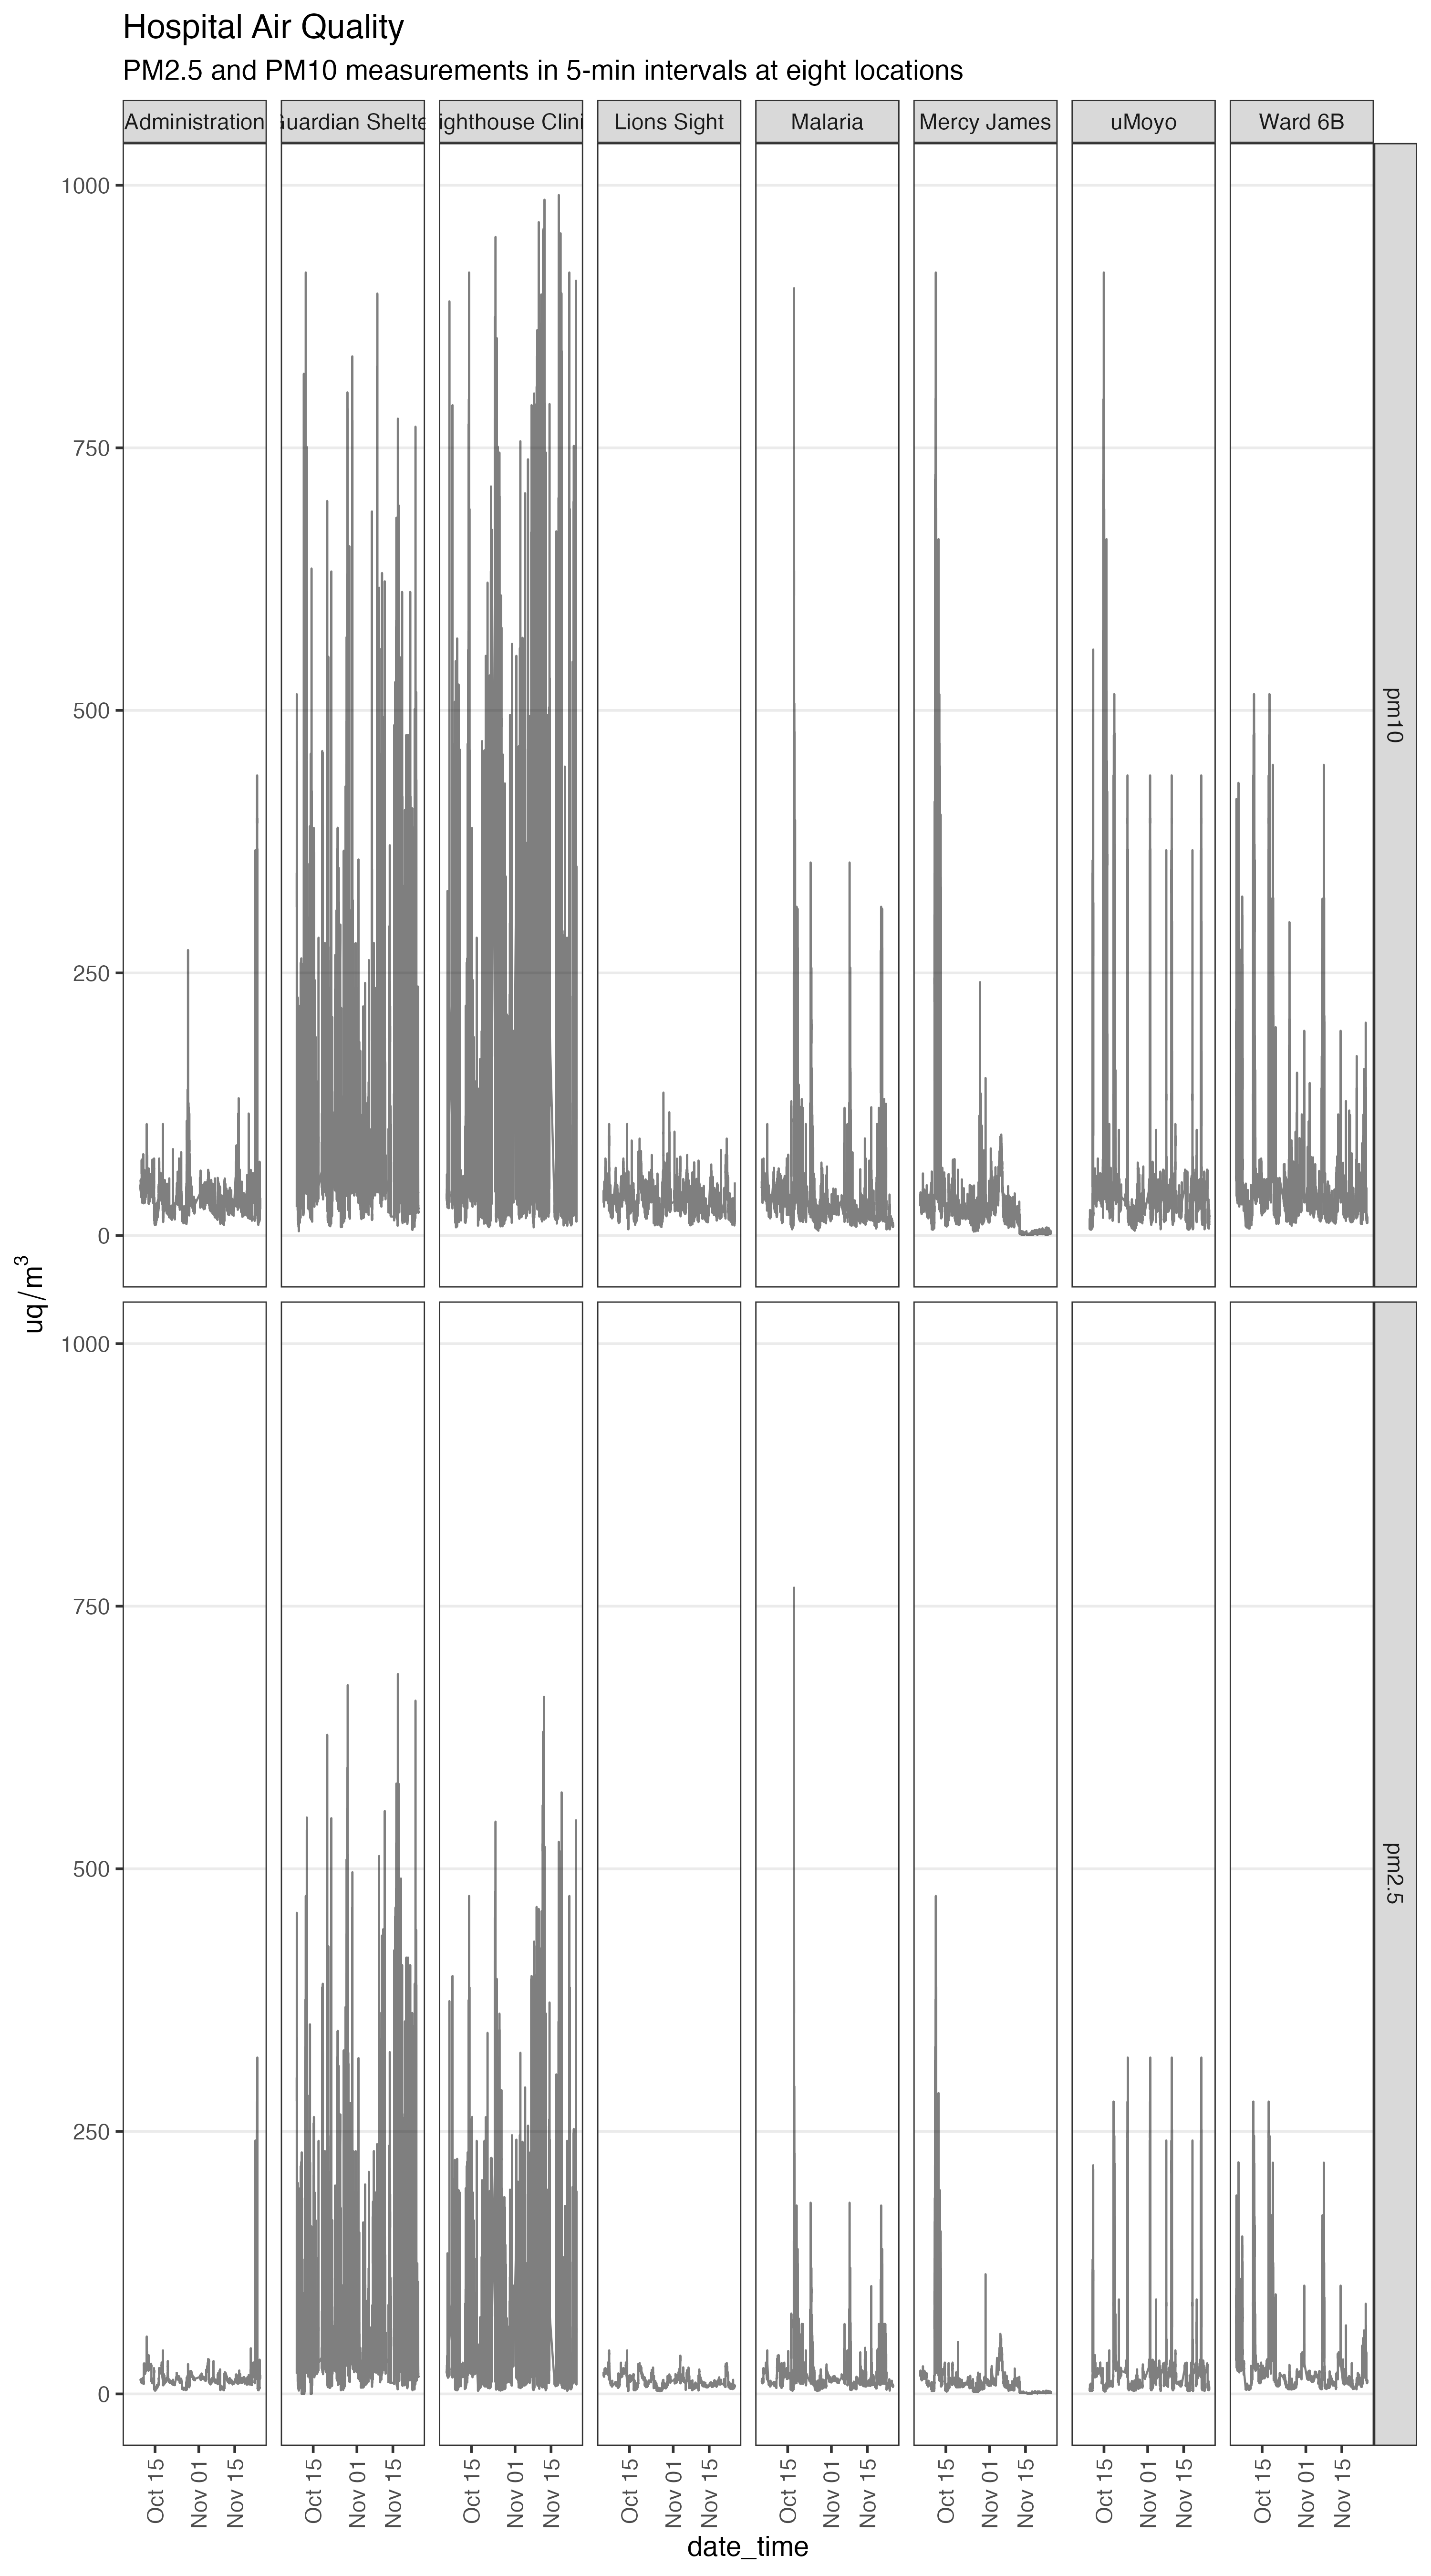 Hospital Air Quality
PM2.5 and PM10 measurements in 5-min intervals at eight locations
Administration uardian Shelte ighthouse Clini Lions Sight Malaria Mercy James uMoyo Ward 6B
1000
750
500
250
0
pm10
uq/m³
1000
750
500
250
0
pm2.5
Oct 15 Nov 01 Nov 15 Oct 15 Nov 01 Nov 15 Oct 15 Nov 01 Nov 15 Oct 15 Nov 01 Nov 15 Oct 15 Nov 01 Nov 15 Oct 15 Nov 01 Nov 15 Oct 15 Nov 01 Nov 15 Oct 15 Nov 01 Nov 15
date_time